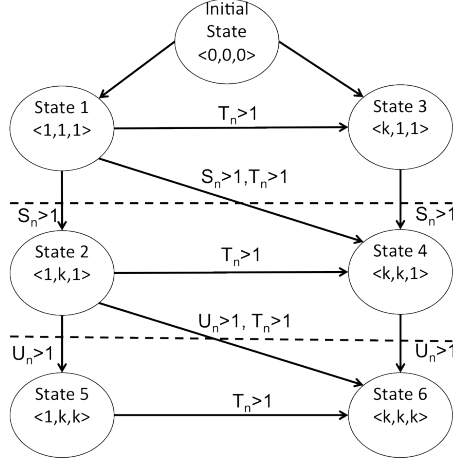 Initial
State
<0,0,0>
State 1
<1,1,1>
Tn>1
State 3
<k,1,1>
Sn>1,Tn>1
Sn>1
Sn>1
State 2
<1,k,1>
Tn>1
State 4
<k,k,1>
Un>1, Tn>1
Un>1
Un>1
State 5
<1,k,k>
Tn>1
State 6
<k,k,k>